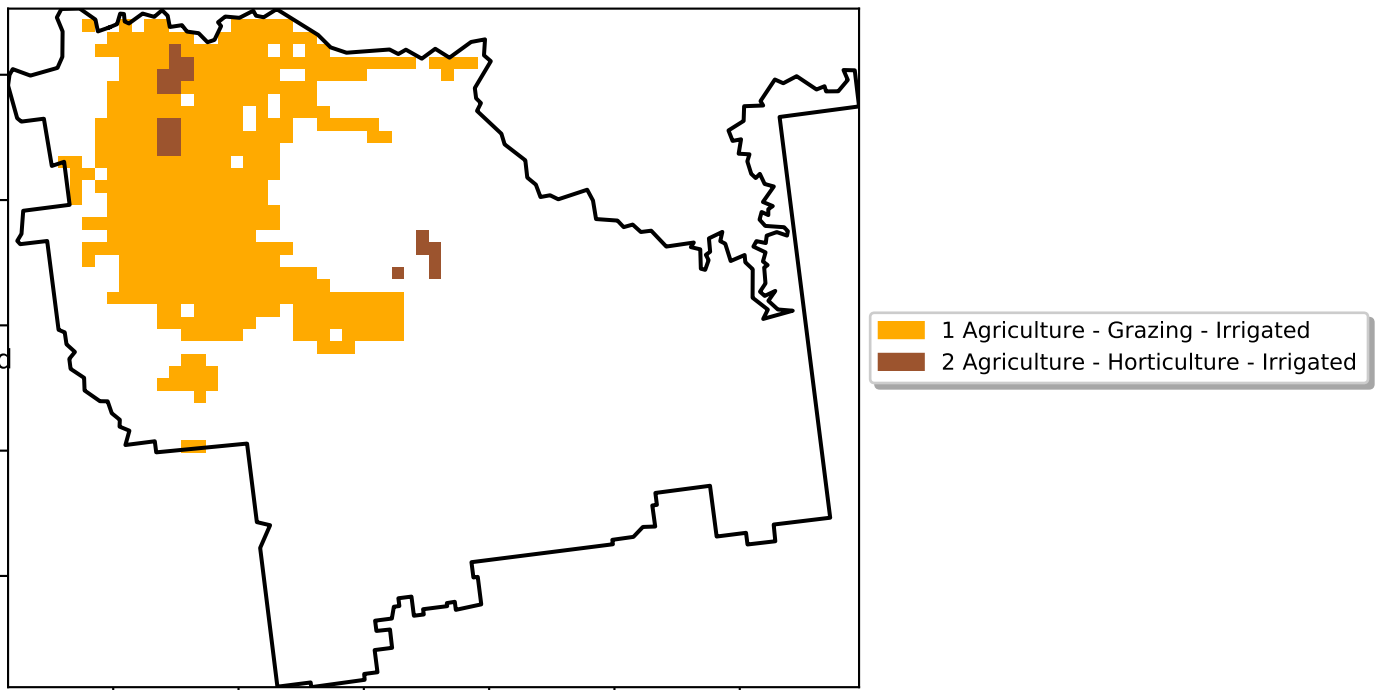 d
1 Agriculture - Grazing - Irrigated
2 Agriculture - Horticulture - Irrigated